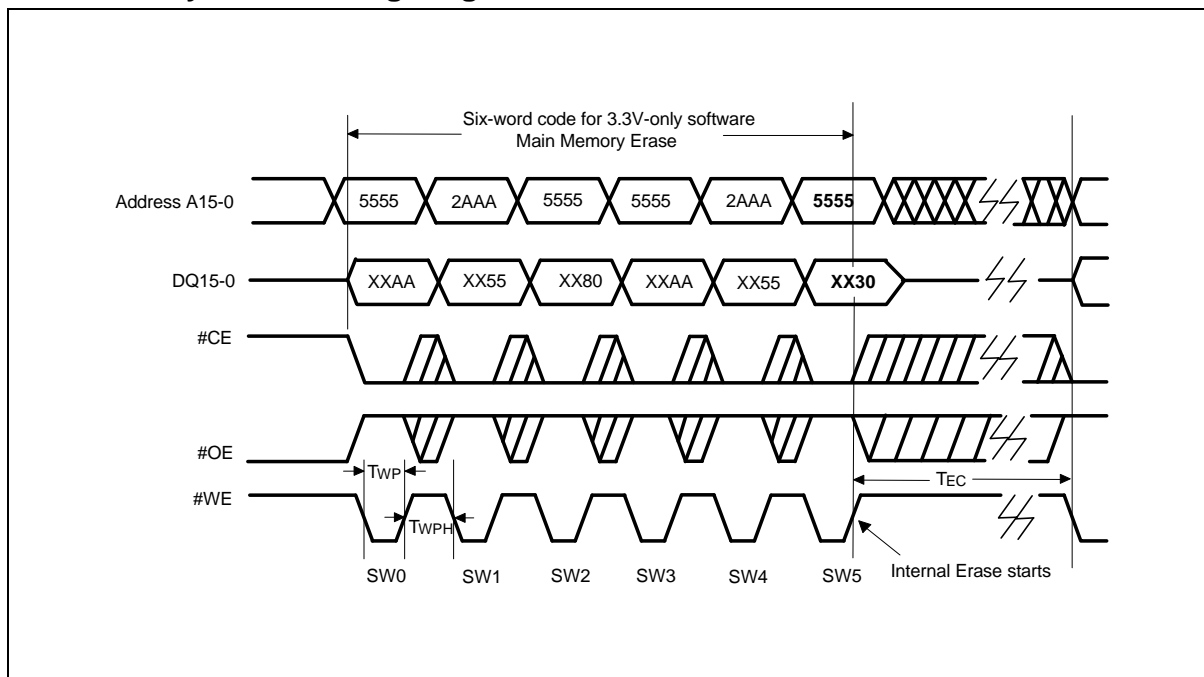 Six-word code for 3.3V-only software
Main Memory Erase
Address A15-0
5555
2AAA
5555
5555
2AAA
5555
DQ15-0
XXAA
XX55
XX80
XXAA
XX55
XX30
#CE
#OE
TWP
TEC
#WE
TWPH
Internal Erase starts
SW0
SW1
SW2
SW3
SW4
SW5